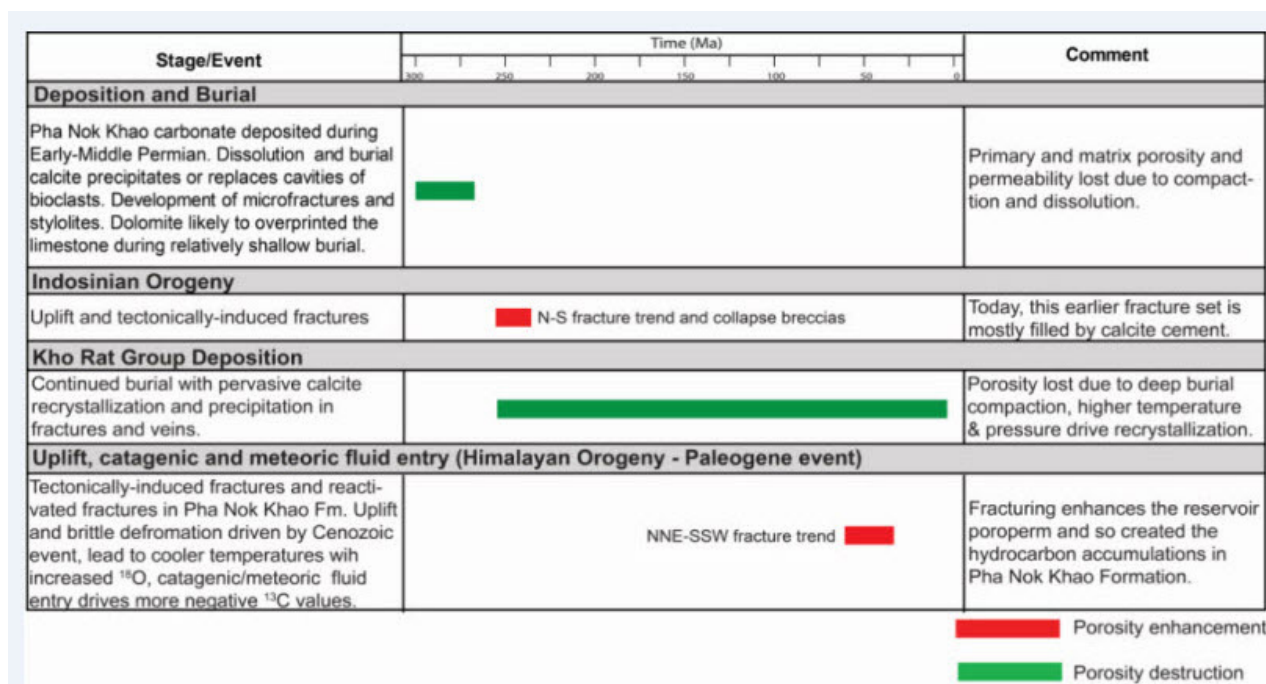 Stage/Event
Time (Ma)
Comment
300 250 200 150 100 50 0
Deposition and Burial
Pha Nok Khao carbonate deposited during
Early-Middle Permian. Dissolution and burial
calcite precipitates or replaces cavities of
bioclasts. Development of microfractures and
stylolites. Dolomite likely to overprinted the
limestone during relatively shallow burial.
Primary and matrix porosity and
permeability lost due to compact-
tion and dissolution.
Indosinian Orogeny
Uplift and tectonically-induced fractures
N-S fracture trend and collapse breccias
Today, this earlier fracture set is
mostly filled by calcite cement.
Kho Rat Group Deposition
Continued burial with pervasive calcite
recrystallization and precipitation in
fractures and veins.
Porosity lost due to deep burial
compaction, higher temperature
& pressure drive recrystallization.
Uplift, catagenic and meteoric fluid entry (Himalayan Orogeny - Paleogene event)
Tectonically-induced fractures and reacti-
vated fractures in Pha Nok Khao Fm. Uplift
and brittle defromation driven by Cenozoic
event, lead to cooler temperatures wih
increased ¹⁸O, catagenic/meteoric fluid
entry drives more negative ¹³C values.
NNE-SSW fracture trend
Fracturing enhances the reservoir
poroperm and so created the
hydrocarbon accumulations in
Pha Nok Khao Formation.
Porosity enhancement
Porosity destruction